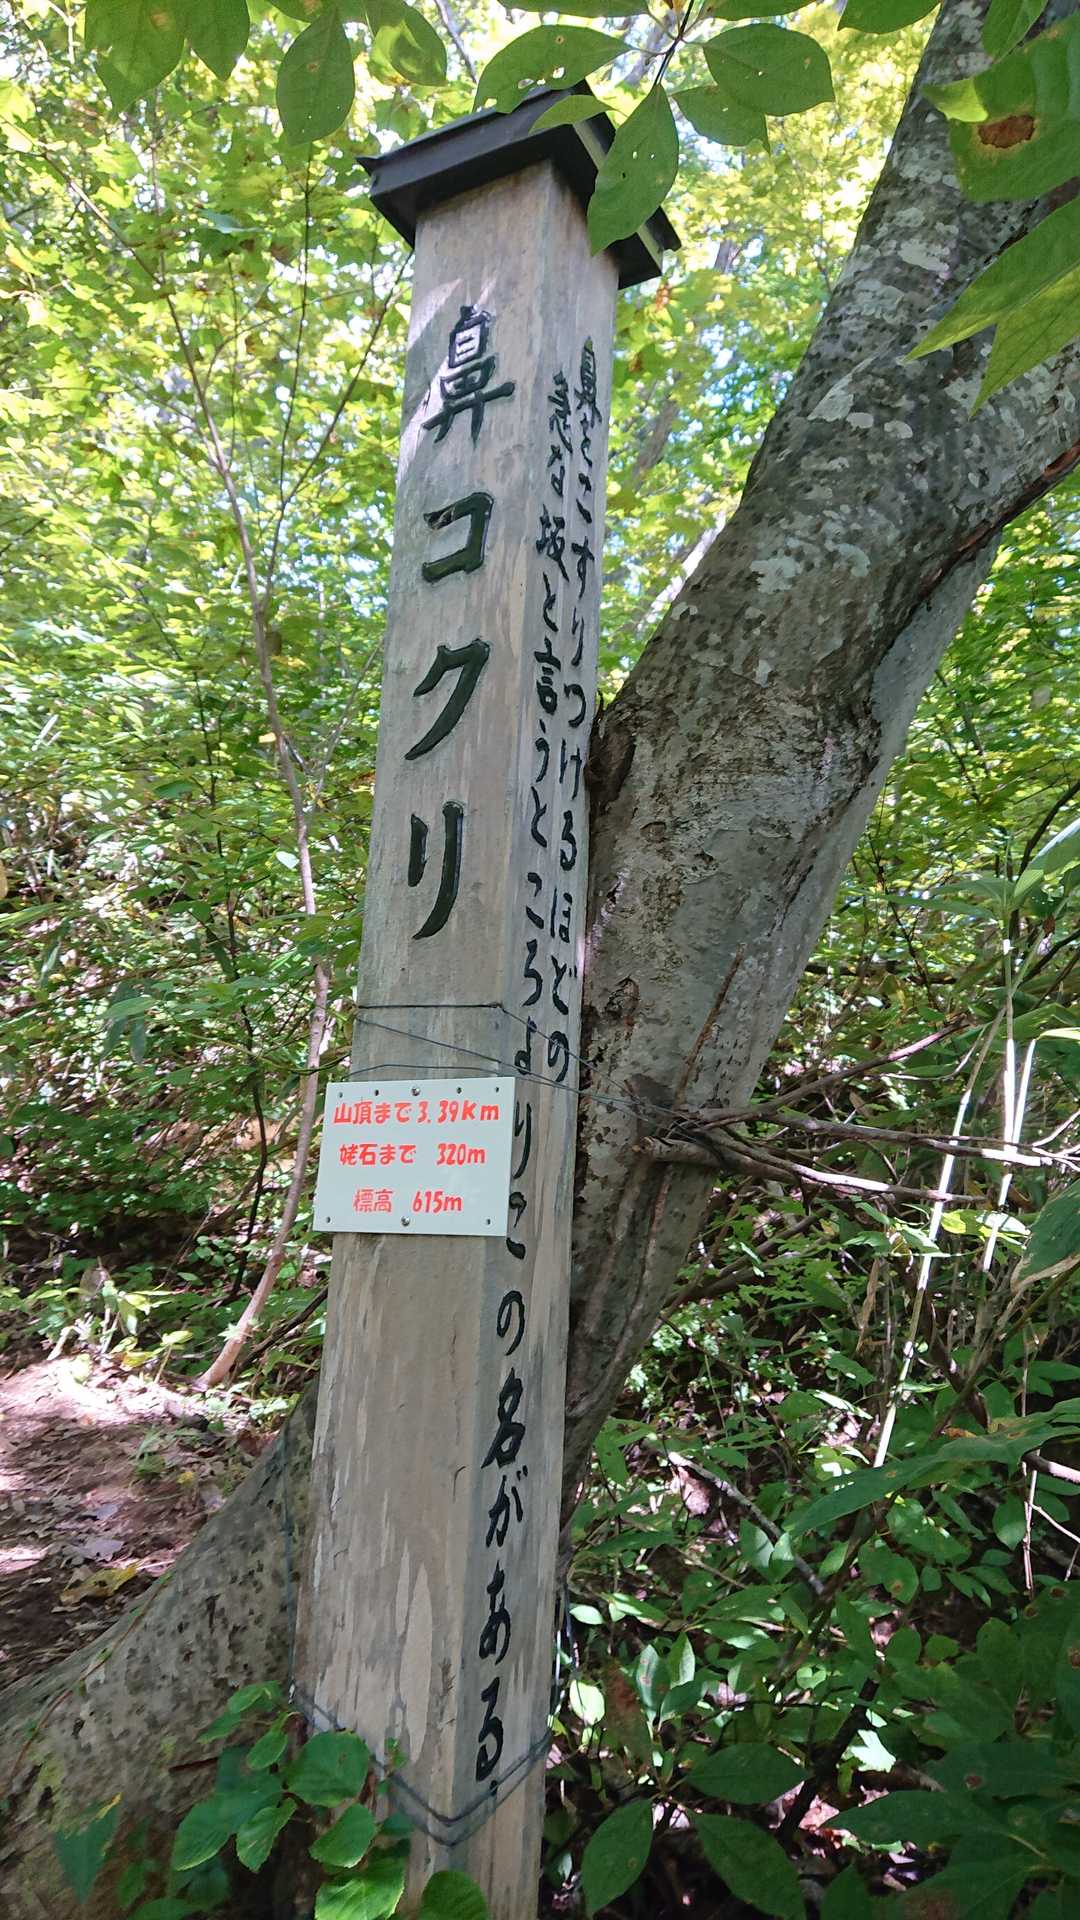 鼻コクリ
鼻をこすりつけるほどの
急な坂と言うところよりこの名がある.
山頂まで3.39Km
姥石まで 320m
標高 615m